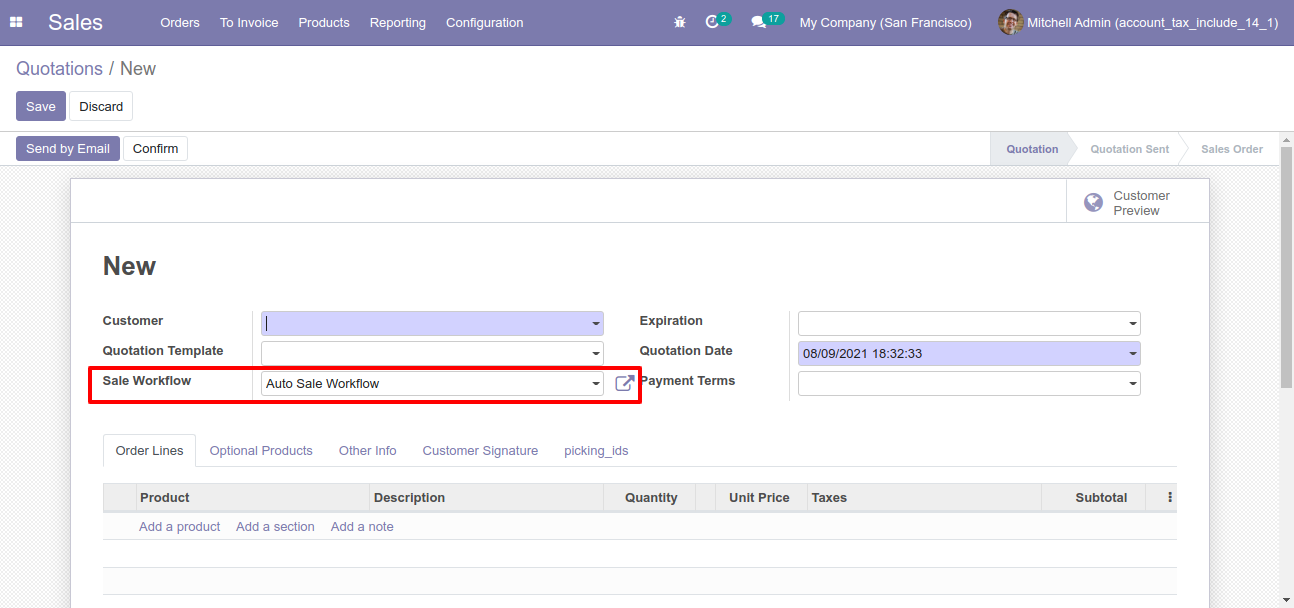 Sales Orders To Invoice Products Reporting Configuration 2 17 My Company (San Francisco) Mitchell Admin (account_tax_include_14_1)
Quotations / New
Save Discard
Send by Email Confirm Quotation Quotation Sent Sales Order
Customer
Preview
New
Customer Expiration
Quotation Template Quotation Date 08/09/2021 18:32:33
Sale Workflow Auto Sale Workflow Payment Terms
Order Lines Optional Products Other Info Customer Signature picking_ids
Product Description Quantity Unit Price Taxes Subtotal
Add a product Add a section Add a note